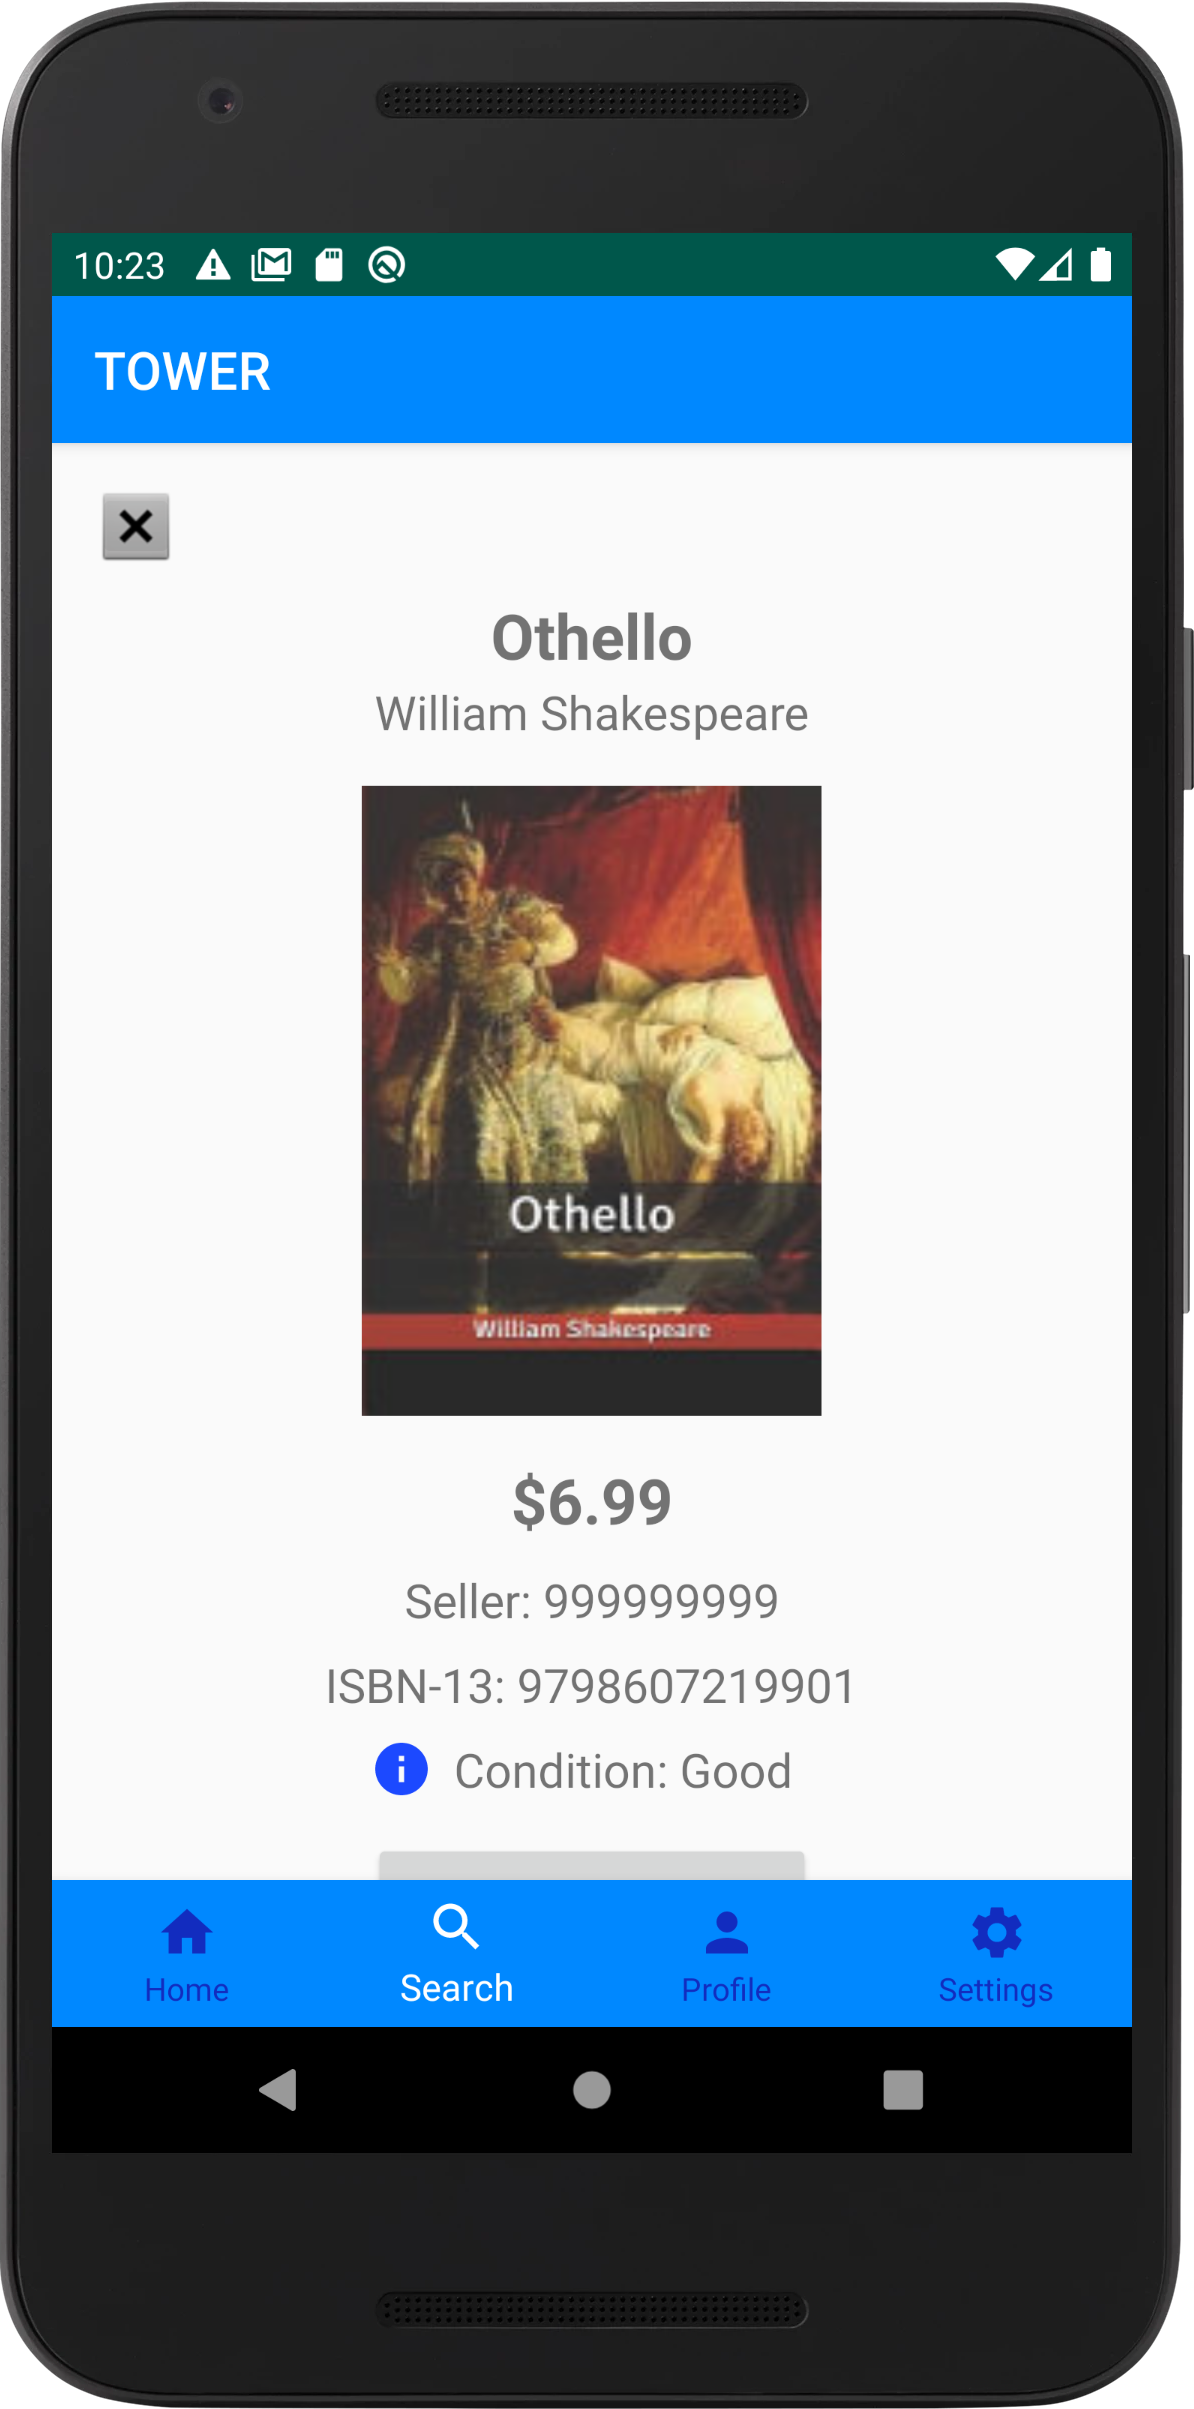 10:23
TOWER
Othello
William Shakespeare
Othello
William Shakespeare
$6.99
Seller: 999999999
ISBN-13: 9798607219901
Condition: Good
Home
Search
Profile
Settings